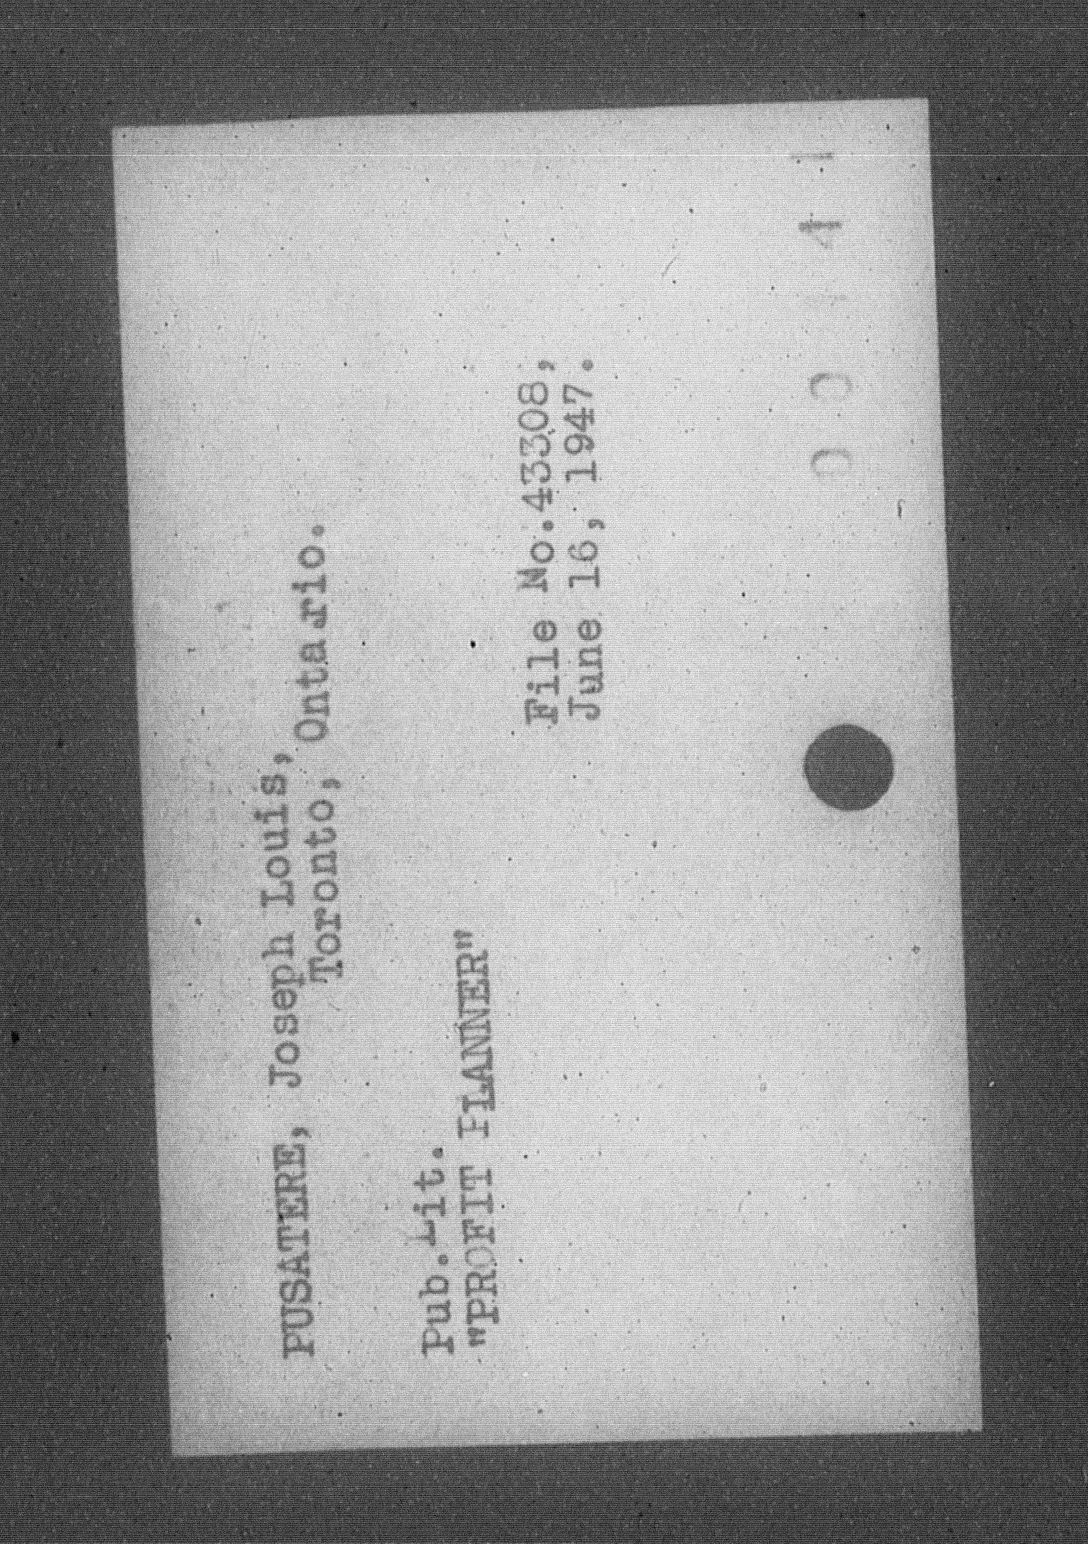 PUSATERE, Joseph Louis,
Toronto, Ontario.
Pub.Lit.
"PROFIT PLANNER"
File No.43308,
June 16, 1947.